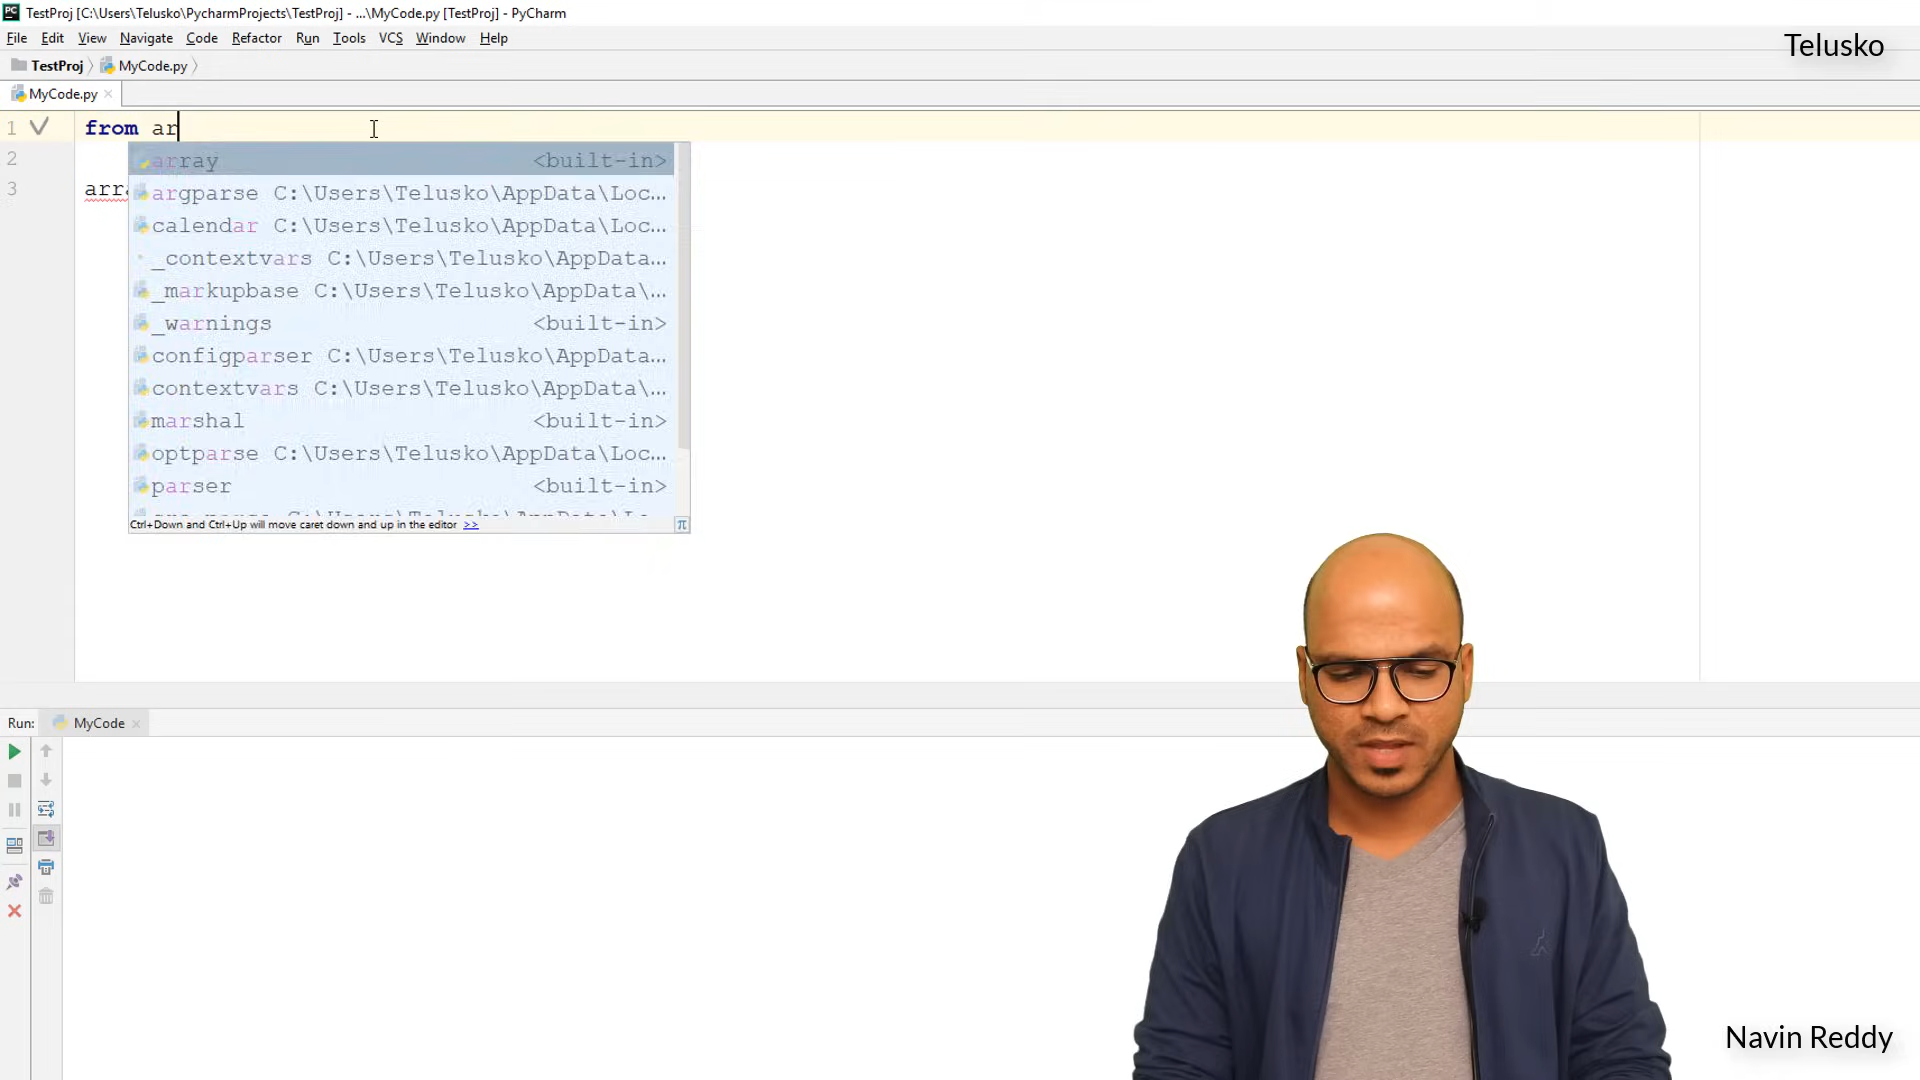 TestProj [C:\Users\Telusko\PycharmProjects\TestProj] - ...\MyCode.py [TestProj] - PyCharm
File Edit View Navigate Code Refactor Run Tools VCS Window Help
Telusko
TestProj MyCode.py
MyCode.py
1 from ar
2
3 arra
array <built-in>
argparse C:\Users\Telusko\AppData\Loc...
calendar C:\Users\Telusko\AppData\Loc...
_contextvars C:\Users\Telusko\AppData...
_markupbase C:\Users\Telusko\AppData\...
_warnings <built-in>
configparser C:\Users\Telusko\AppData...
contextvars C:\Users\Telusko\AppData\...
marshal <built-in>
optparse C:\Users\Telusko\AppData\Loc...
parser <built-in>
Ctrl+Down and Ctrl+Up will move caret down and up in the editor >>
π
Run: MyCode
Navin Reddy